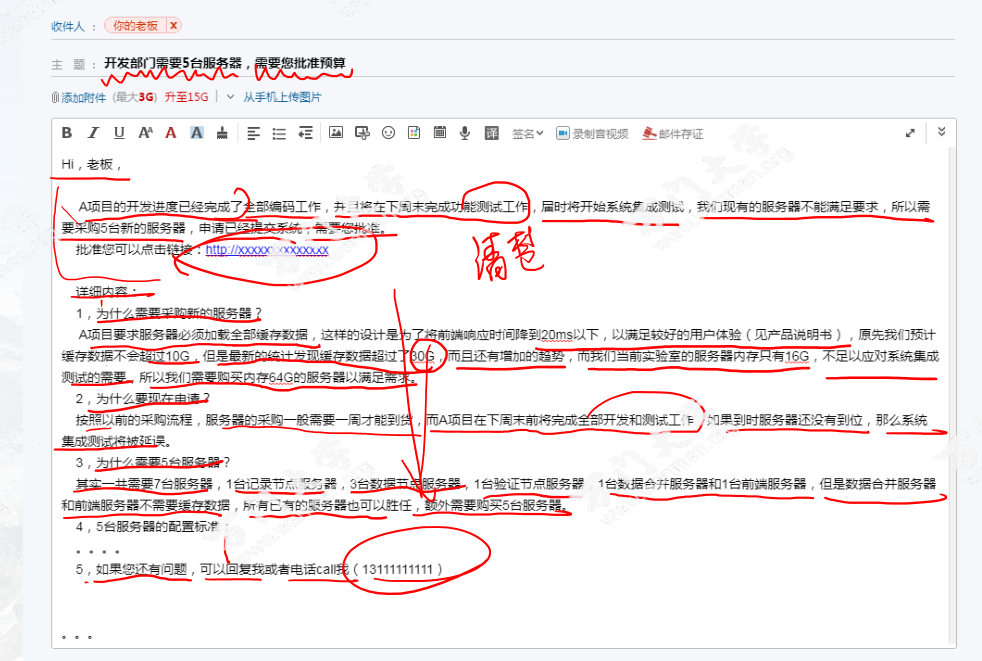 收件人： 你的老板 x
主 题： 开发部门需要5台服务器，需要您批准预算
添加附件 (最大3G) 升至15G | 从手机上传图片
B I U AA A A 译 签名 录制音视频 邮件存证
Hi，老板，
A项目的开发进度已经完成了全部编码工作，并且将在下周末完成功能测试工作，届时将开始系统集成测试，我们现有的服务器不能满足要求，所以需
要采购5台新的服务器，申请已经提交系统，需要您批准。
批准您可以点击链接：http://xxxxxxxxxxxxxx
清楚
详细内容：
1，为什么需要采购新的服务器？
A项目要求服务器必须加载全部缓存数据，这样的设计是为了将前端响应时间降到20ms以下，以满足较好的用户体验（见产品说明书），原先我们预计
缓存数据不会超过10G，但是最新的统计发现缓存数据超过了30G，而且还有增加的趋势，而我们当前实验室的服务器内存只有16G，不足以应对系统集成
测试的需要，所以我们需要购买内存64G的服务器以满足需求。
2，为什么要现在申请？
按照以前的采购流程，服务器的采购一般需要一周才能到货，而A项目在下周末前将完成全部开发和测试工作，如果到时服务器还没有到位，那么系统
集成测试将被延误。
3，为什么需要5台服务器？
其实一共需要7台服务器，1台记录节点服务器，3台数据节点服务器，1台验证节点服务器，1台数据合并服务器和1台前端服务器，但是数据合并服务器
和前端服务器不需要缓存数据，所有已有的服务器也可以胜任，额外需要购买5台服务器。
4，5台服务器的配置标准：
。。。。
5，如果您还有问题，可以回复我或者电话call我（13111111111）
。。。